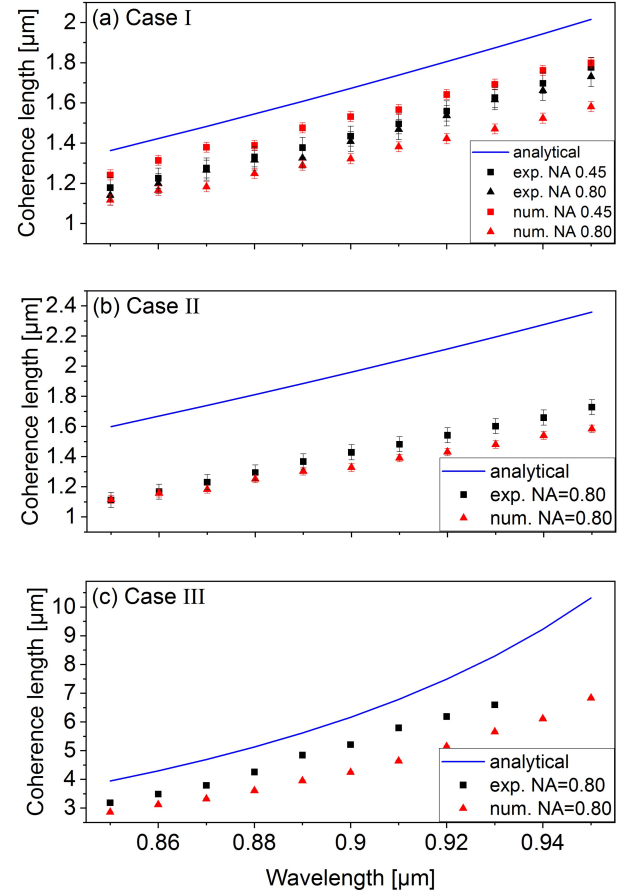 (a) Case I
Coherence length [µm]
2
1.8
1.6
1.4
1.2
1
analytical
exp. NA 0.45
exp. NA 0.80
num. NA 0.45
num. NA 0.80
(b) Case II
Coherence length [µm]
2.4
2.2
2
1.8
1.6
1.4
1.2
1
analytical
exp. NA=0.80
num. NA=0.80
(c) Case III
Coherence length [µm]
10
9
8
7
6
5
4
3
analytical
exp. NA=0.80
num. NA=0.80
0.86 0.88 0.9 0.92 0.94
Wavelength [µm]